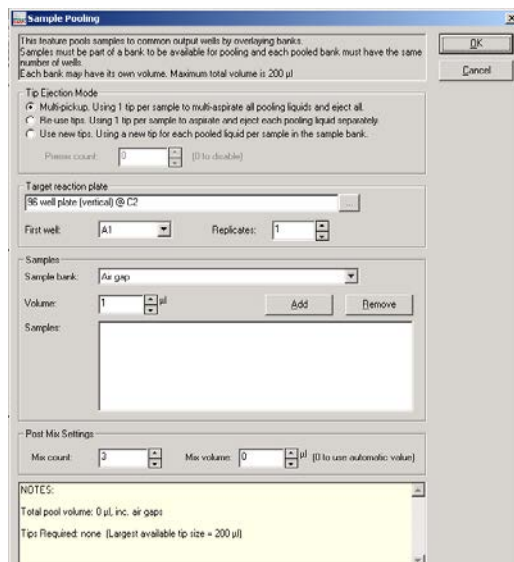 Sample Pooling
This feature pools samples to common output wells by overlaying banks.
Samples must be part of a bank to be available for pooling and each pooled bank must have the same
number of wells.
Each bank may have its own volume. Maximum total volume is 200 µl
OK
Cancel
Tip Ejection Mode
Multi-pickup. Using 1 tip per sample to multi-aspirate all pooling liquids and eject all.
Re-use tips. Using 1 tip per sample to aspirate and eject each pooling liquid separately.
Use new tips. Using a new tip for each pooled liquid per sample in the sample bank.
Premix count: 0 (0 to disable)
Target reaction plate
96 well plate (vertical) @ C2 ...
First well: A1 Replicates: 1
Samples
Sample bank: Air gap
Volume: 1 µl Add Remove
Samples:
Post Mix Settings
Mix count: 3 Mix volume: 0 µl (0 to use automatic value)
NOTES:
Total pool volume: 0 µl, inc. air gaps
Tips Required: none (Largest available tip size = 200 µl)